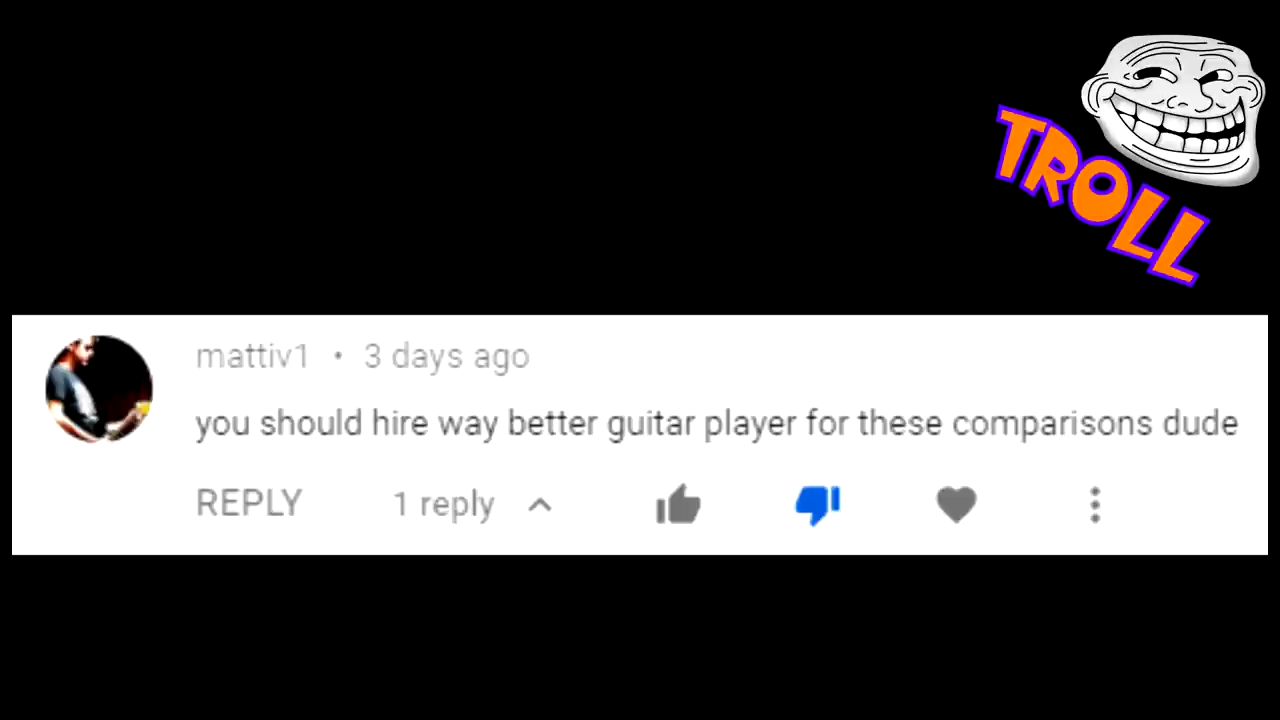 TROLL
mattiv1 • 3 days ago
you should hire way better guitar player for these comparisons dude
REPLY 1 reply